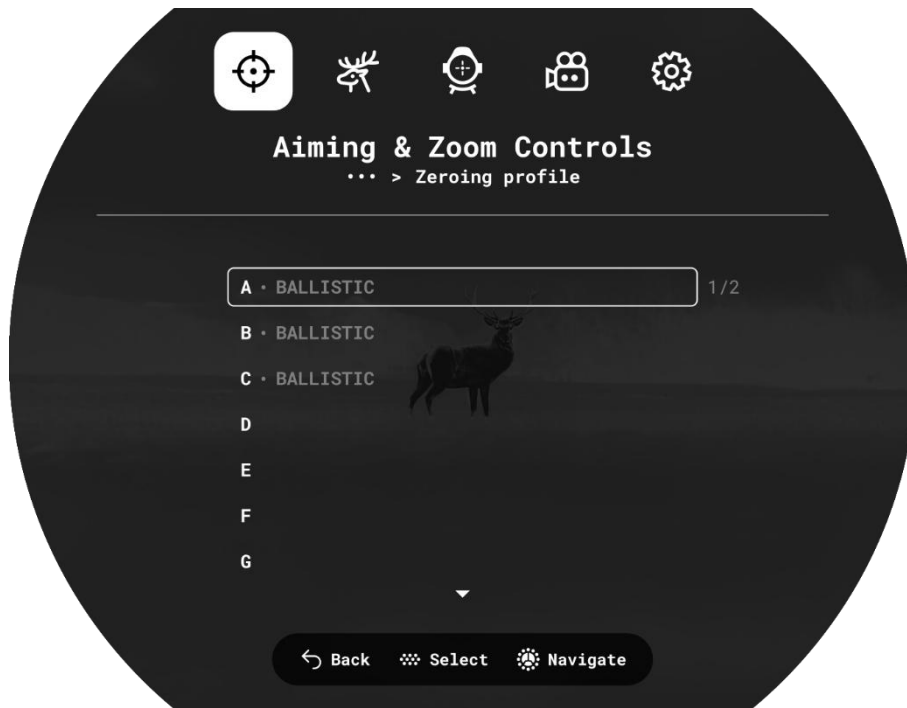 Aiming & Zoom Controls
··· > Zeroing profile
A · BALLISTIC 1/2
B · BALLISTIC
C · BALLISTIC
D
E
F
G
Back Select Navigate